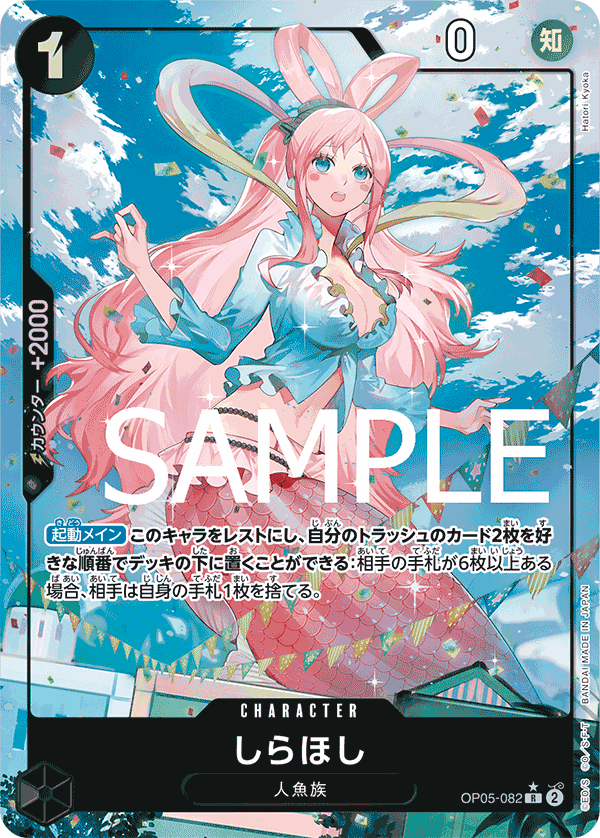 1
0
知
Hatori Kyoka
カウンター +2000
SAMPLE
起動メイン このキャラをレストにし、自分のトラッシュのカード2枚を好
きな順番でデッキの下に置くことができる:相手の手札が6枚以上ある
場合、相手は自身の手札1枚を捨てる。
CHARACTER
しらほし
人魚族
OP05-082 R 2
BANDAI MADE IN JAPAN